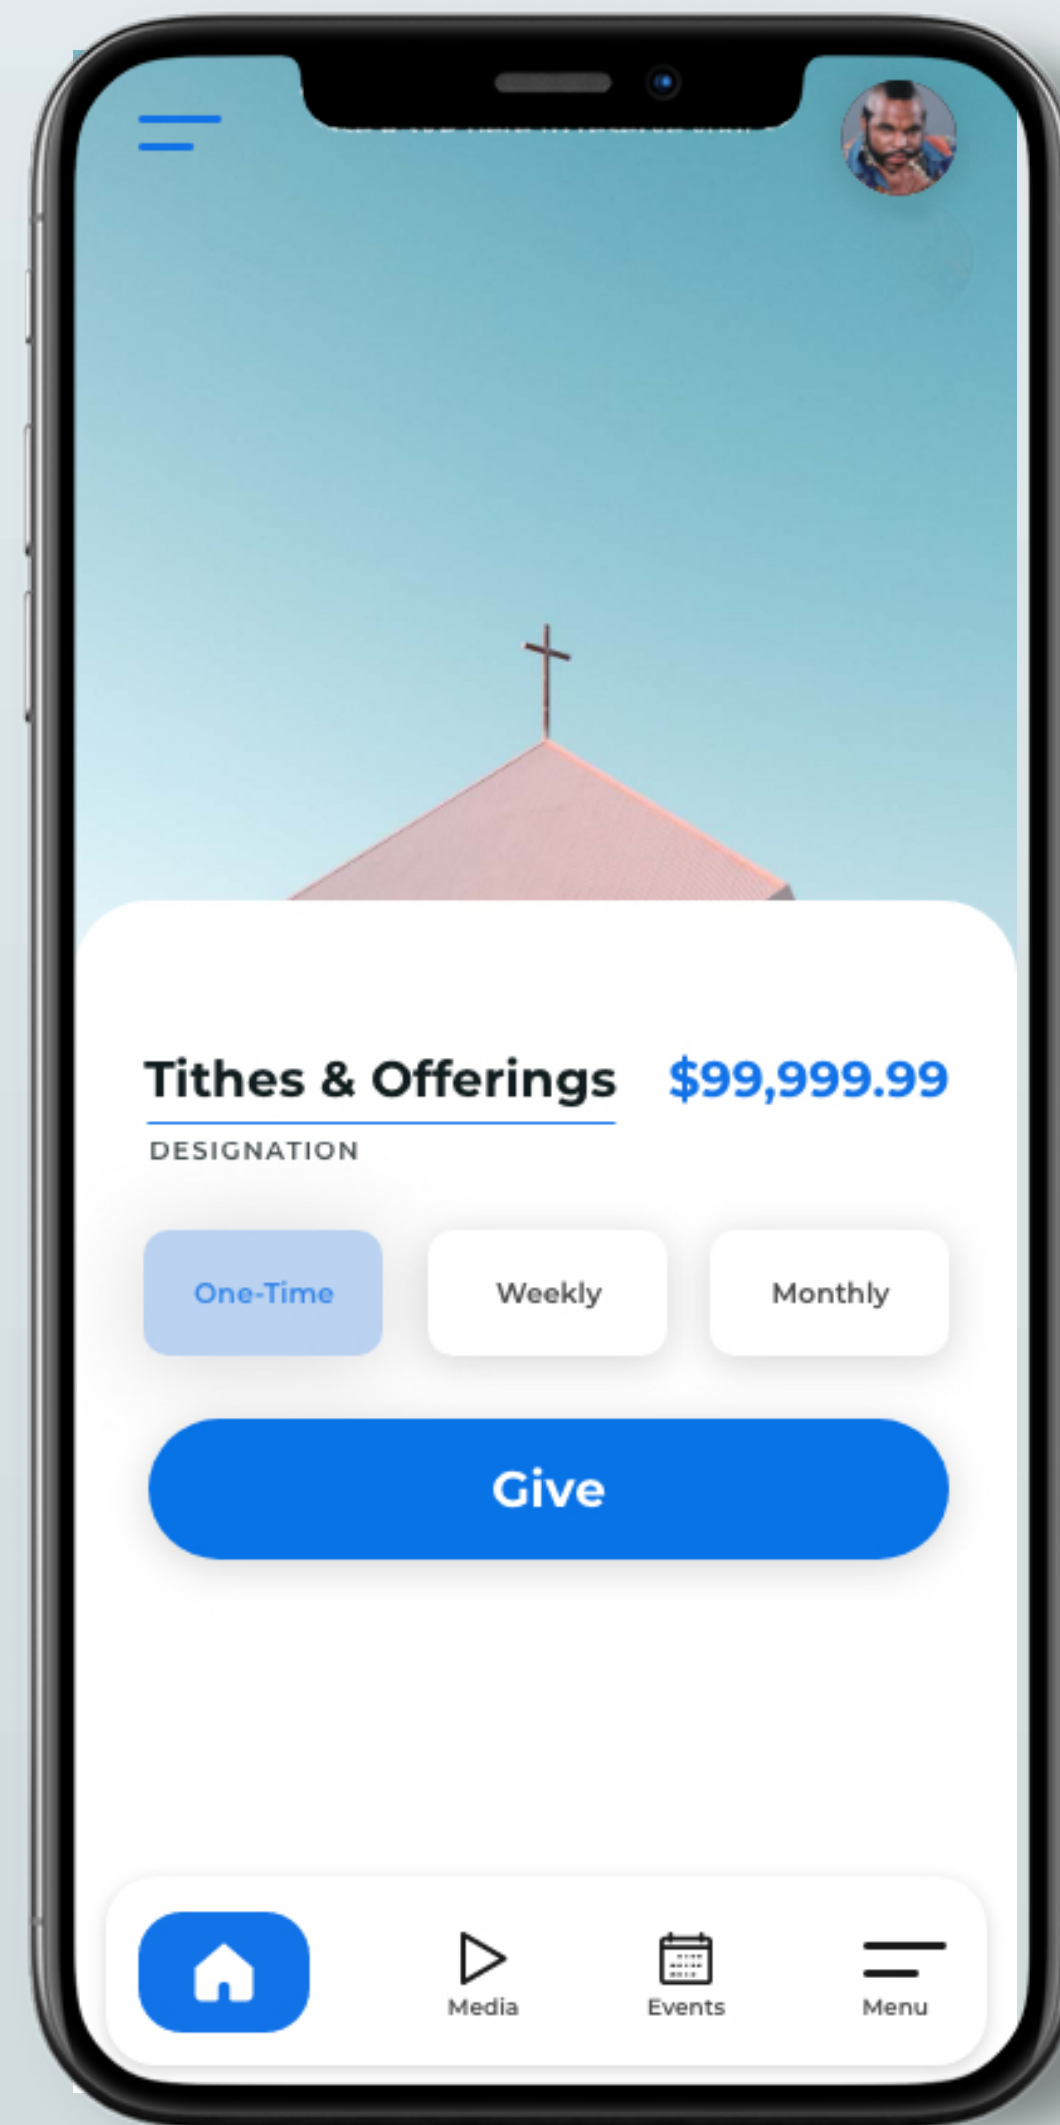 Tithes & Offerings $99,999.99
DESIGNATION
One-Time Weekly Monthly
Give
Media Events Menu